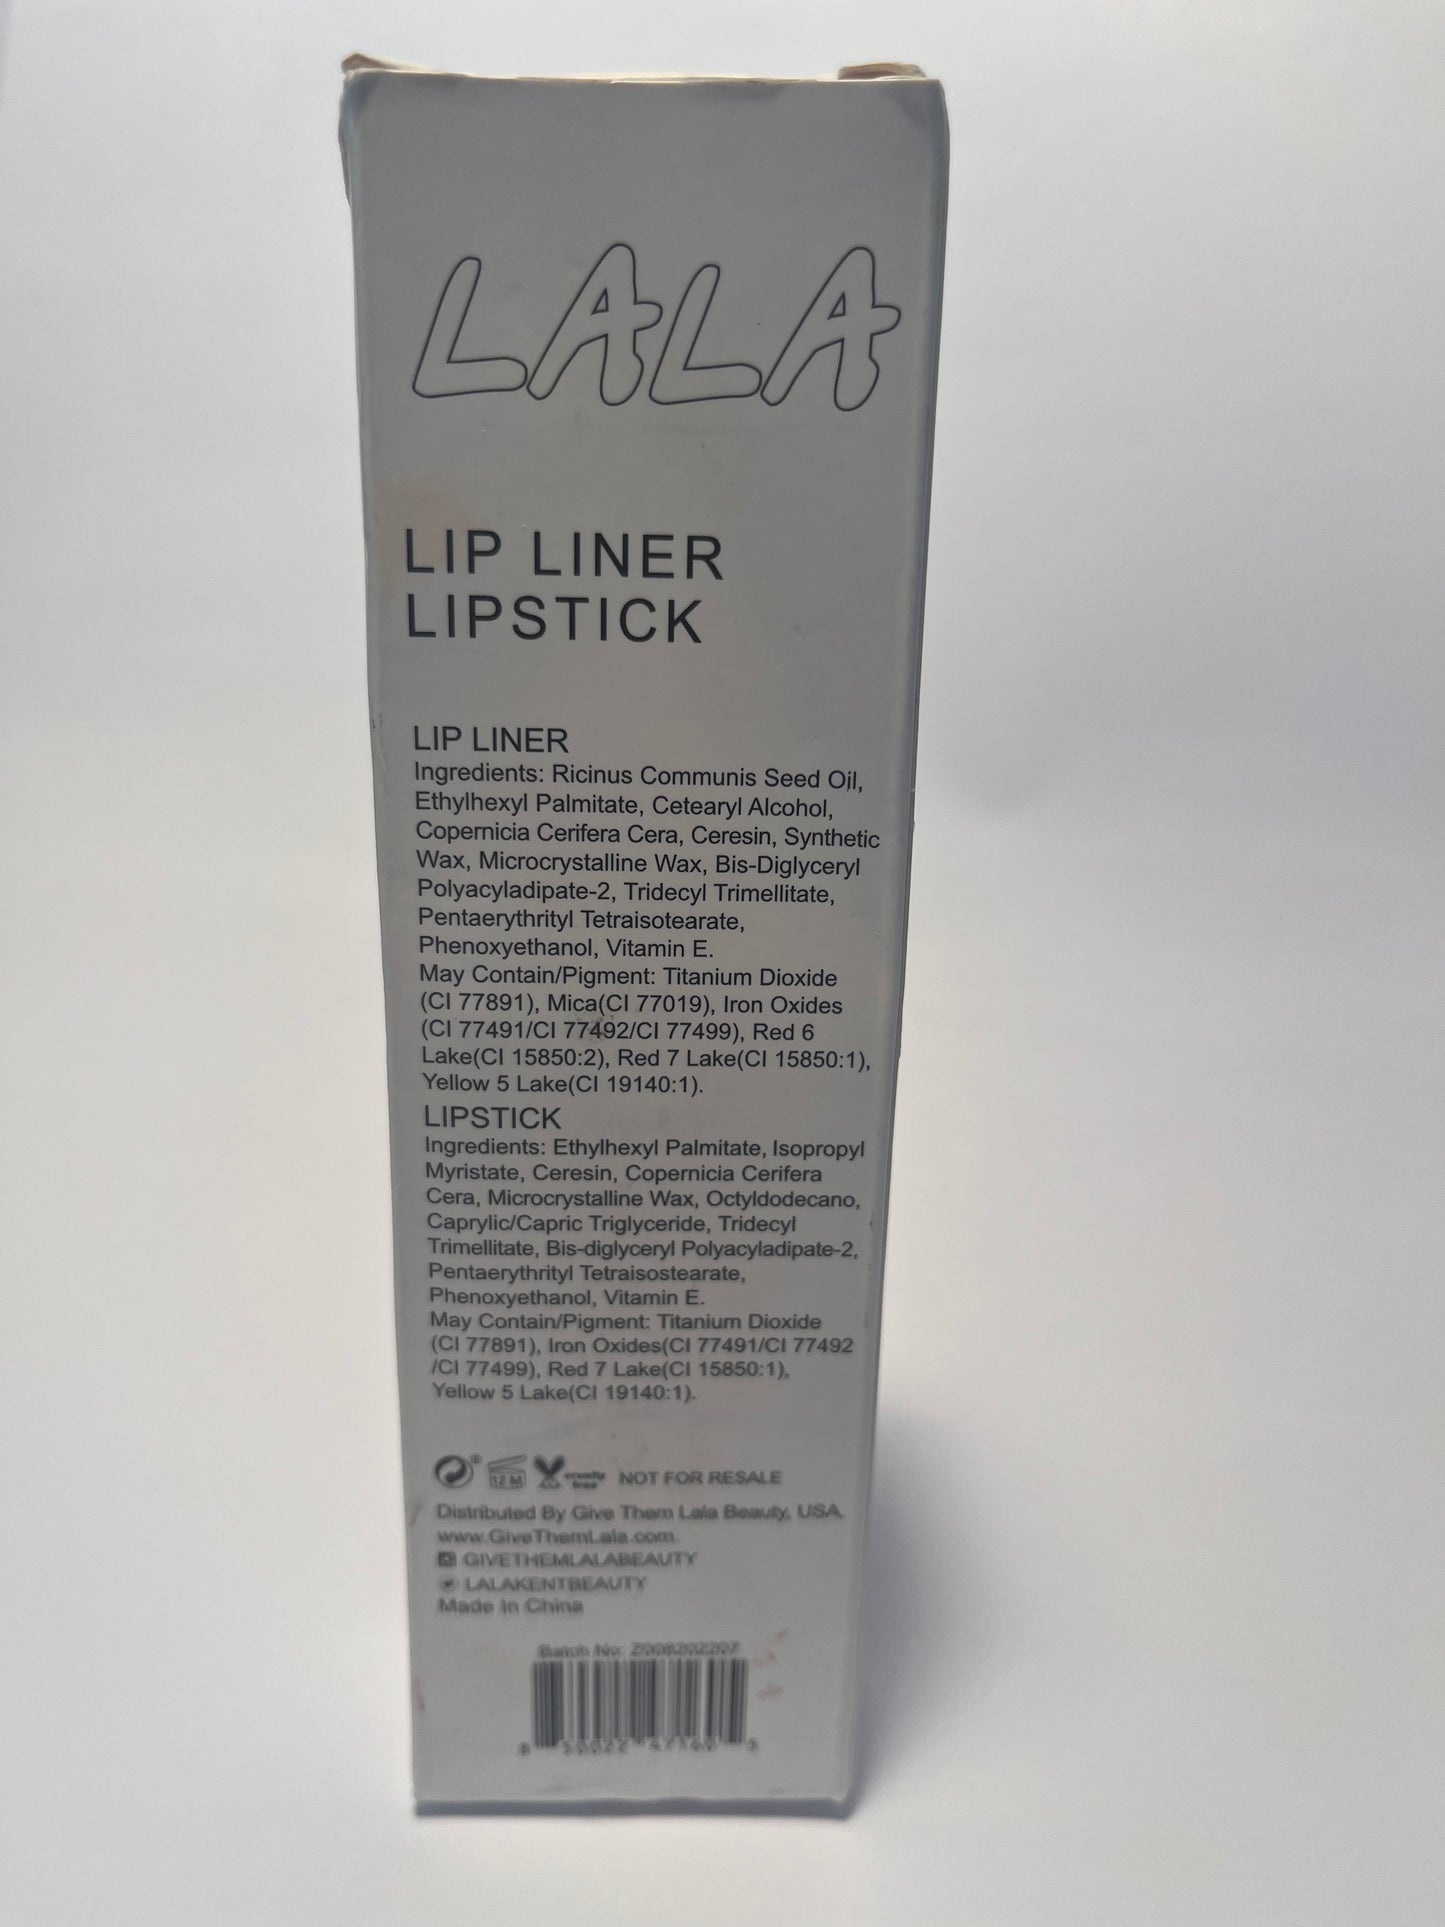 LALA
LIP LINER
LIPSTICK
LIP LINER
Ingredients: Ricinus Communis Seed Oil,
Ethylhexyl Palmitate, Cetearyl Alcohol,
Copernicia Cerifera Cera, Ceresin, Synthetic
Wax, Microcrystalline Wax, Bis-Diglyceryl
Polyacyladipate-2, Tridecyl Trimellitate,
Pentaerythrityl Tetraisotearate,
Phenoxyethanol, Vitamin E.
May Contain/Pigment: Titanium Dioxide
(CI 77891), Mica(CI 77019), Iron Oxides
(CI 77491/CI 77492/CI 77499), Red 6
Lake(CI 15850:2), Red 7 Lake(CI 15850:1),
Yellow 5 Lake(CI 19140:1).
LIPSTICK
Ingredients: Ethylhexyl Palmitate, Isopropyl
Myristate, Ceresin, Copernicia Cerifera
Cera, Microcrystalline Wax, Octyldodecano,
Caprylic/Capric Triglyceride, Tridecyl
Trimellitate, Bis-diglyceryl Polyacyladipate-2,
Pentaerythrityl Tetraisostearate,
Phenoxyethanol, Vitamin E.
May Contain/Pigment: Titanium Dioxide
(CI 77891), Iron Oxides(CI 77491/CI 77492
/CI 77499), Red 7 Lake(CI 15850:1),
Yellow 5 Lake(CI 19140:1).
12 M cruelty free NOT FOR RESALE
Distributed By Give Them Lala Beauty, USA.
www.GiveThemLala.com.
GIVETHEMLALABEAUTY
LALAKENTBEAUTY
Made In China
Batch No: